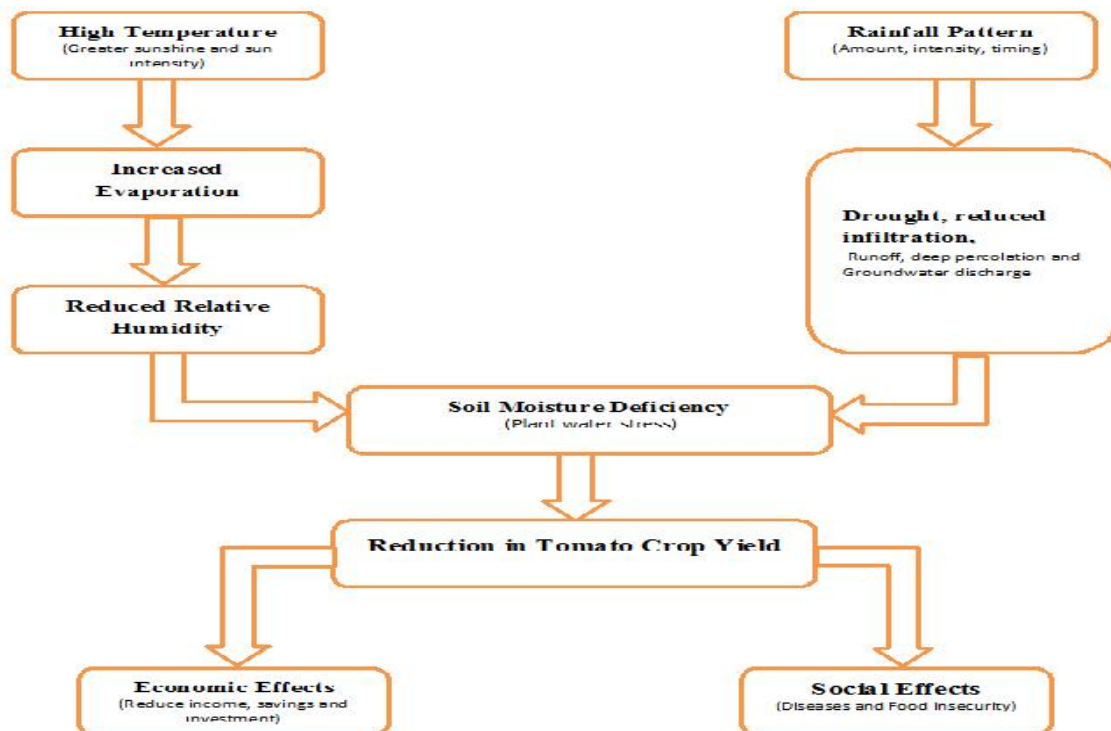 High Temperature
(Greater sunshine and sun
intensity)
Rainfall Pattern
(Amount, intensity, timing)
Increased
Evaporation
Drought, reduced
infiltration,
Runoff, deep percolation and
Groundwater discharge
Reduced Relative
Humidity
Soil Moisture Deficiency
(Plant water stress)
Reduction in Tomato Crop Yield
Economic Effects
(Reduce income, savings and
investment)
Social Effects
(Diseases and Food Insecurity)